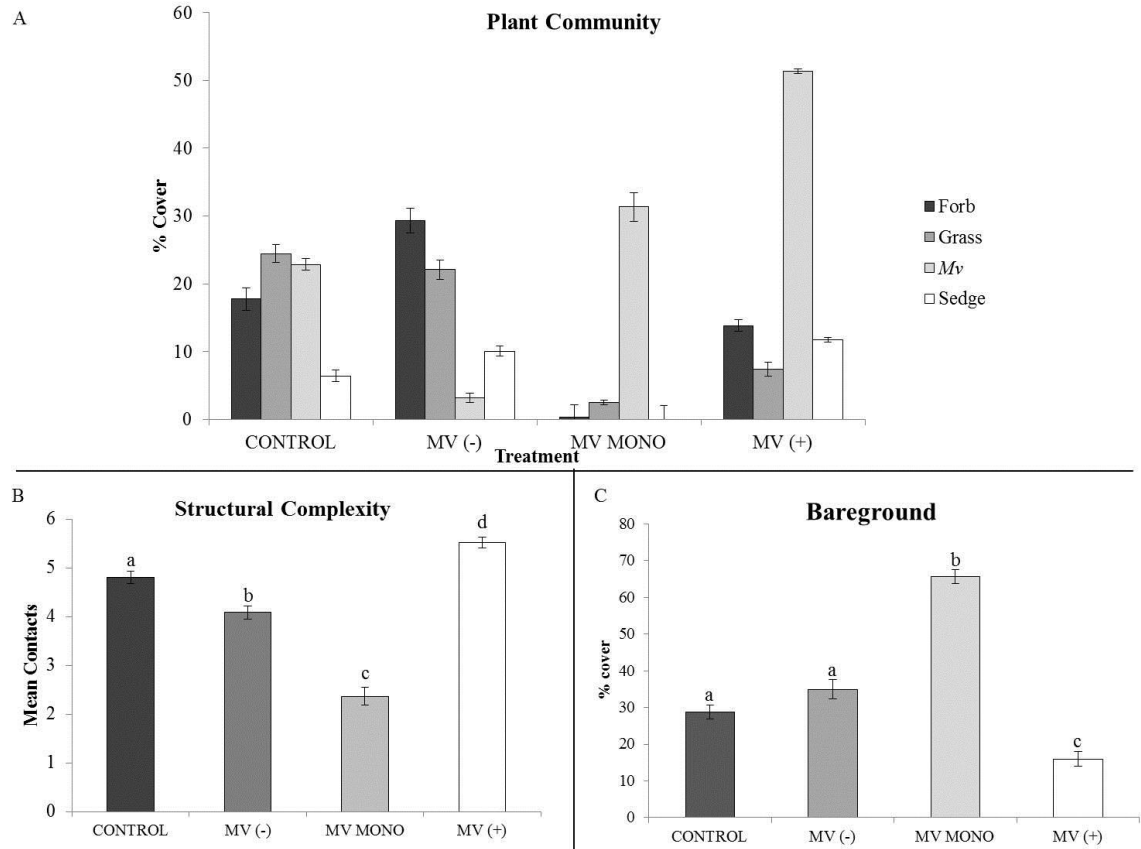 A
Plant Community
60
50
40
30
20
10
0
% Cover
Forb
Grass
Mv
Sedge
CONTROL MV (-) MV MONO MV (+)
Treatment
B
Structural Complexity
6
5
4
3
2
1
0
Mean Contacts
a
b
c
d
CONTROL MV (-) MV MONO MV (+)
C
Bareground
80
70
60
50
40
30
20
10
0
% cover
a
a
b
c
CONTROL MV (-) MV MONO MV (+)